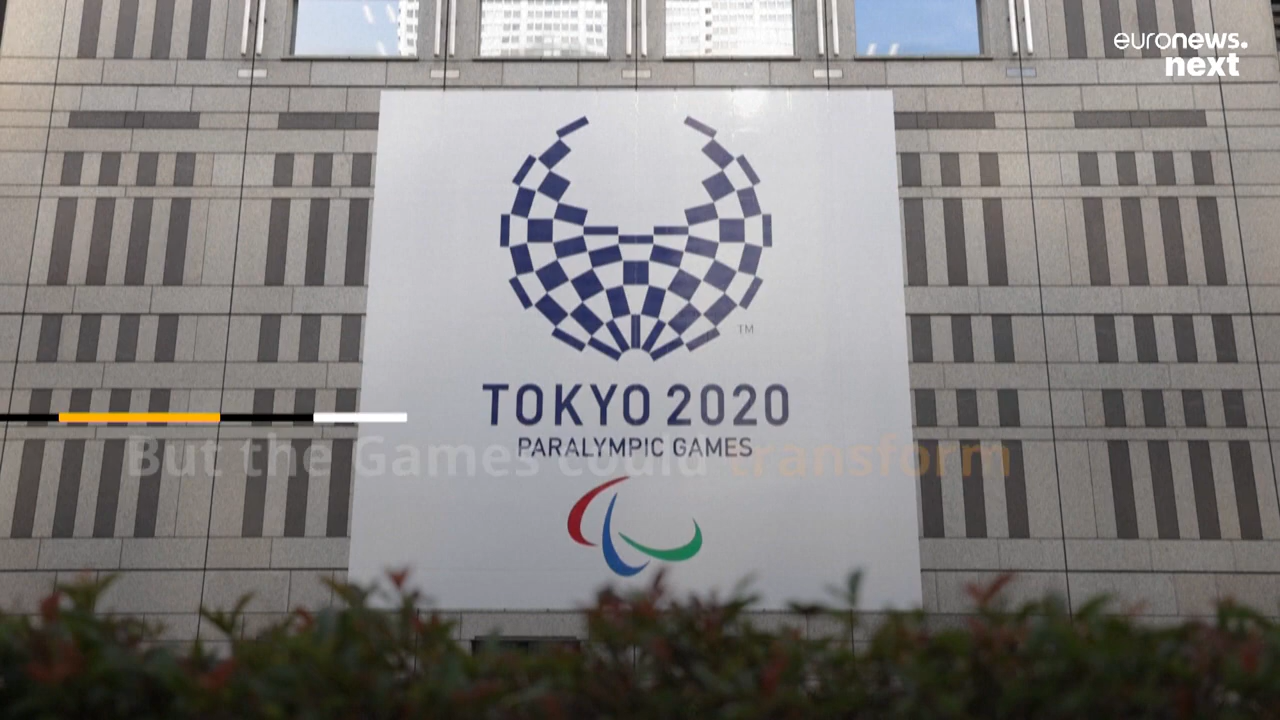 euronews.
next
TM
TOKYO 2020
PARALYMPIC GAMES
But the Games could transform